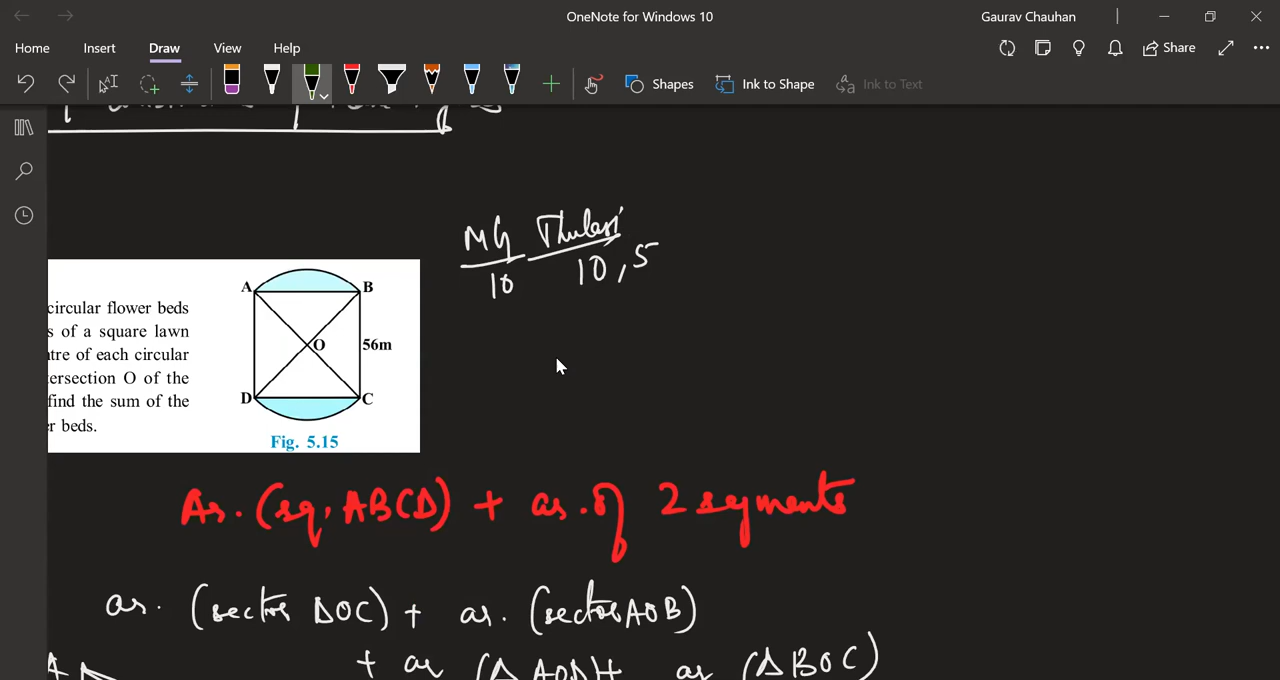 OneNote for Windows 10
Gaurav Chauhan
Home Insert Draw View Help
Share
Shapes Ink to Shape Ink to Text
MG Thulasi
10 10, 5
circular flower beds
s of a square lawn
ntre of each circular
tersection O of the
find the sum of the
er beds.
A B
O 56m
D C
Fig. 5.15
Ar. (sq. ABCD) + ar. of 2 segments
ar. (sector DOC) + ar. (sector AOB)
+ ar (Δ AOD)+ ar (Δ BOC)
A